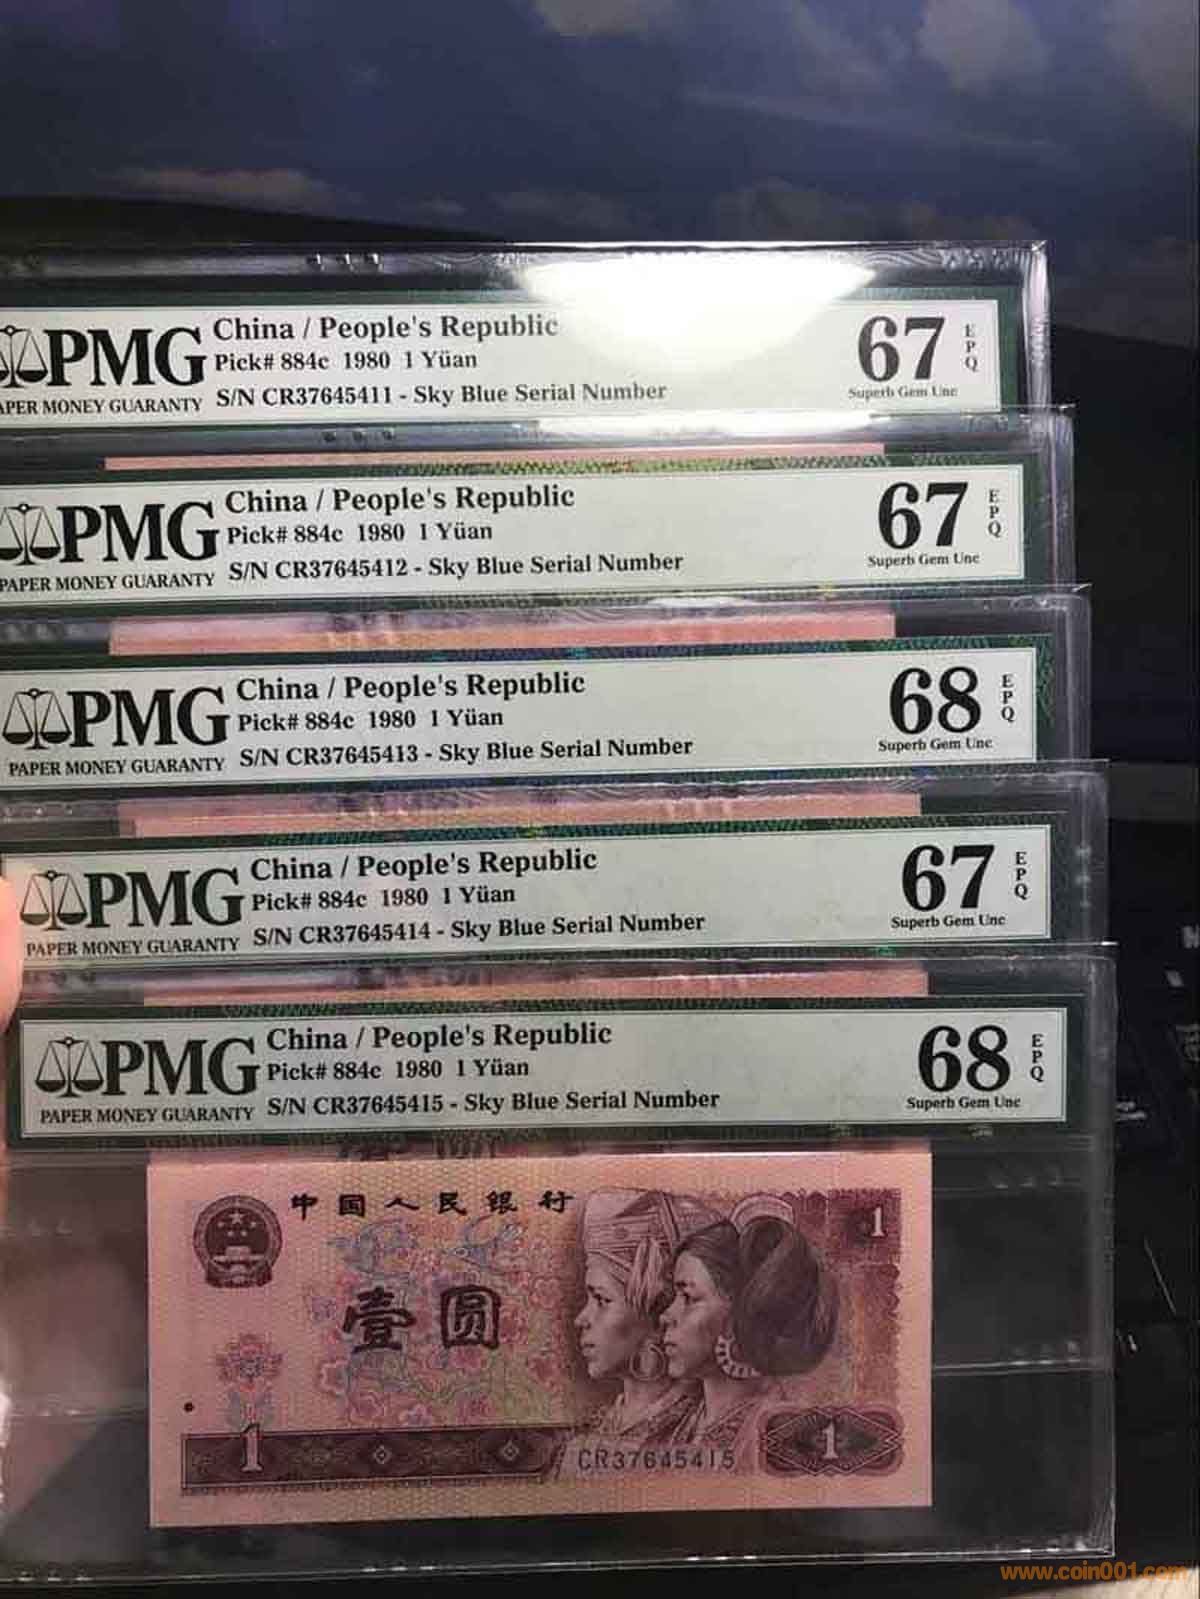 China / People's Republic
PMG
Pick# 884c 1980 1 Yüan
67
EPQ
PAPER MONEY GUARANTY
S/N CR37645411 - Sky Blue Serial Number
Superb Gem Unc
China / People's Republic
PMG
Pick# 884c 1980 1 Yüan
67
EPQ
PAPER MONEY GUARANTY
S/N CR37645412 - Sky Blue Serial Number
Superb Gem Unc
China / People's Republic
PMG
Pick# 884c 1980 1 Yüan
68
EPQ
PAPER MONEY GUARANTY
S/N CR37645413 - Sky Blue Serial Number
Superb Gem Unc
China / People's Republic
PMG
Pick# 884c 1980 1 Yüan
67
EPQ
PAPER MONEY GUARANTY
S/N CR37645414 - Sky Blue Serial Number
Superb Gem Unc
China / People's Republic
PMG
Pick# 884c 1980 1 Yüan
68
EPQ
PAPER MONEY GUARANTY
S/N CR37645415 - Sky Blue Serial Number
Superb Gem Unc
中国人民银行
1
壹圆
1
CR37645415
1
www.coin001.com